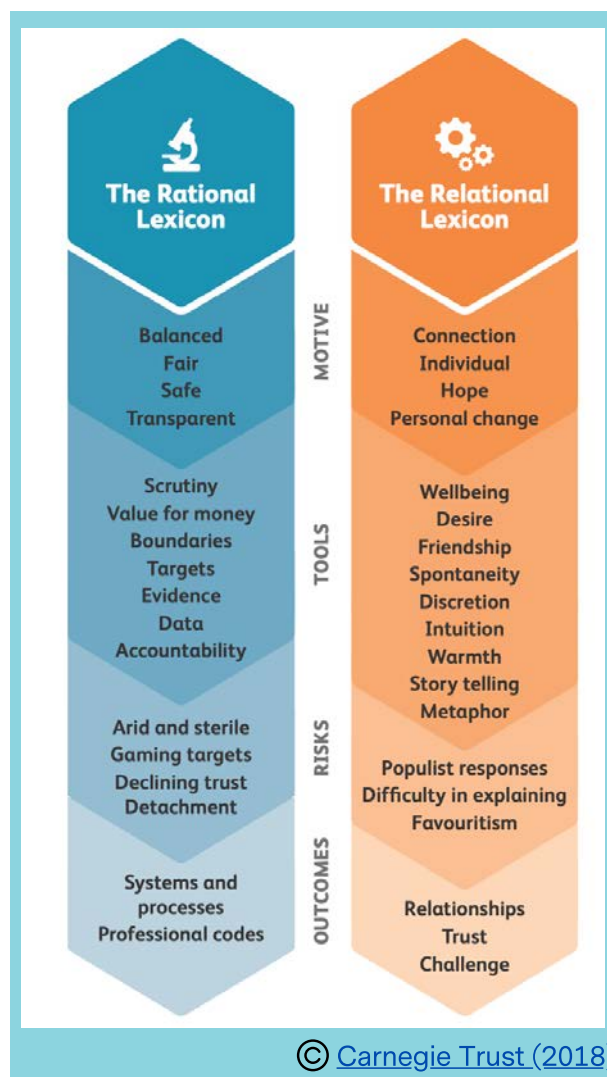 The Rational
Lexicon
Balanced
Fair
Safe
Transparent
Scrutiny
Value for money
Boundaries
Targets
Evidence
Data
Accountability
Arid and sterile
Gaming targets
Declining trust
Detachment
Systems and
processes
Professional codes
MOTIVE
TOOLS
RISKS
OUTCOMES
The Relational
Lexicon
Connection
Individual
Hope
Personal change
Wellbeing
Desire
Friendship
Spontaneity
Discretion
Intuition
Warmth
Story telling
Metaphor
Populist responses
Difficulty in explaining
Favouritism
Relationships
Trust
Challenge
© Carnegie Trust (2018